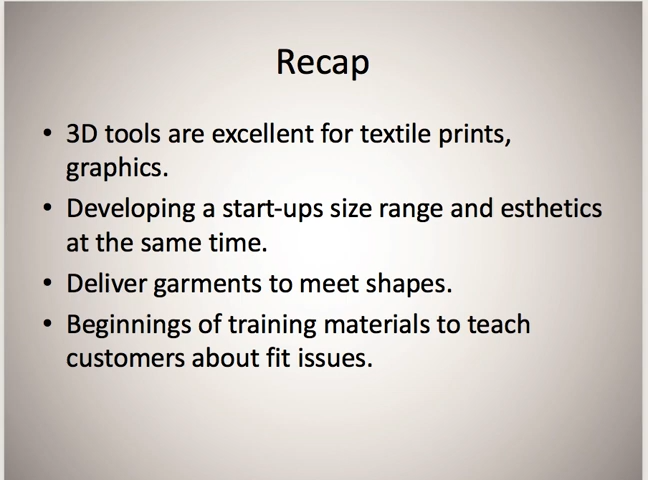 Recap
• 3D tools are excellent for textile prints,
graphics.
• Developing a start-ups size range and esthetics
at the same time.
• Deliver garments to meet shapes.
• Beginnings of training materials to teach
customers about fit issues.